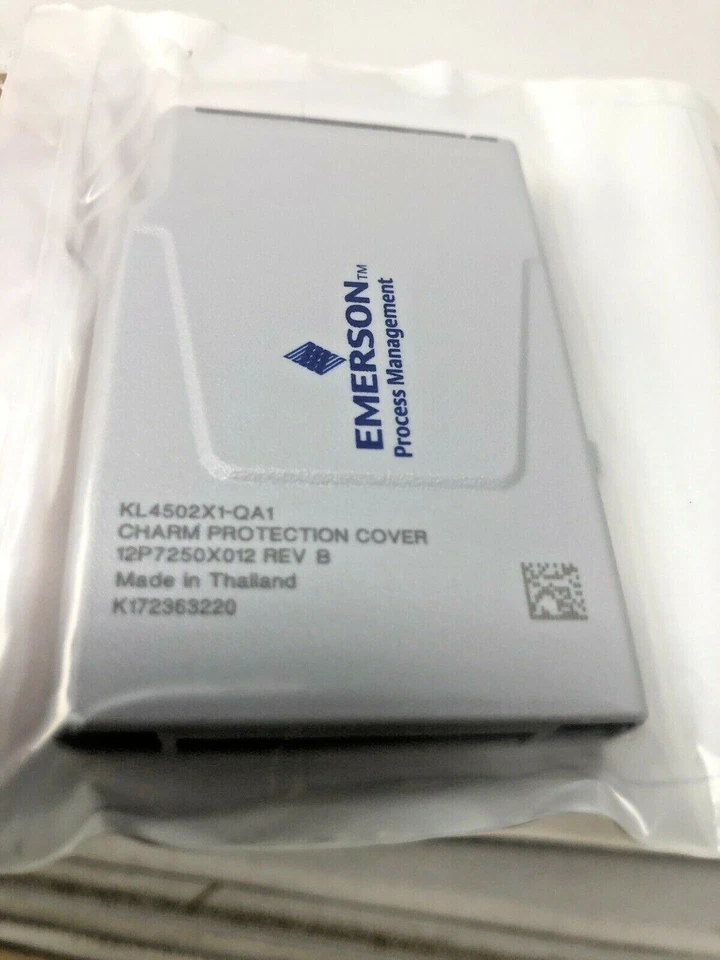 EMERSON™
Process Management
KL4502X1-QA1
CHARM PROTECTION COVER
12P7250X012 REV B
Made in Thailand
K172363220